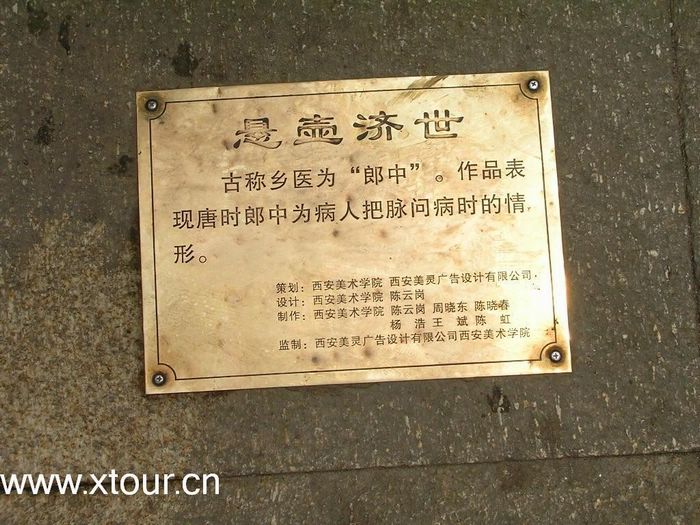 悬壶济世
古称乡医为“郎中”。作品表
现唐时郎中为病人把脉问病时的情
形。
策划：西安美术学院 西安美灵广告设计有限公司.
设计：西安美术学院 陈云岗
制作：西安美术学院 陈云岗 周晓东 陈晓春
杨 浩 王 斌 陈 虹
监制：西安美灵广告设计有限公司西安美术学院
www.xtour.cn